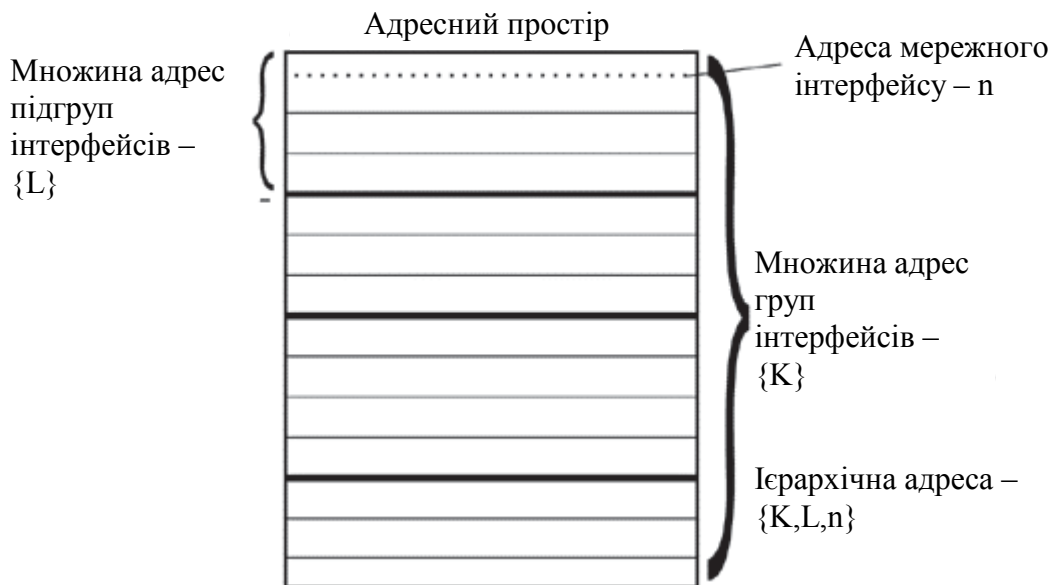 Адресний простір
Множина адрес
підгруп
інтерфейсів –
{L}
Адреса мережного
інтерфейсу – n
Множина адрес
груп
інтерфейсів –
{K}
Ієрархічна адреса –
{K,L,n}